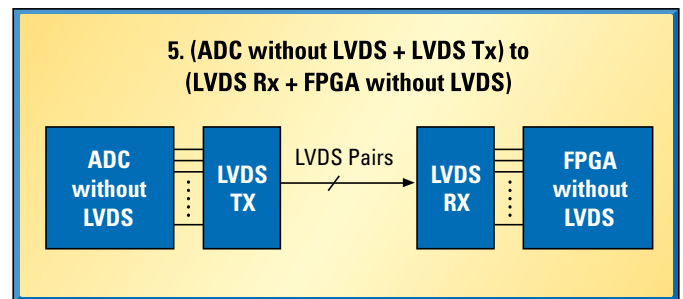 5. (ADC without LVDS + LVDS Tx) to
(LVDS Rx + FPGA without LVDS)
ADC
without
LVDS
LVDS
TX
LVDS Pairs
LVDS
RX
FPGA
without
LVDS